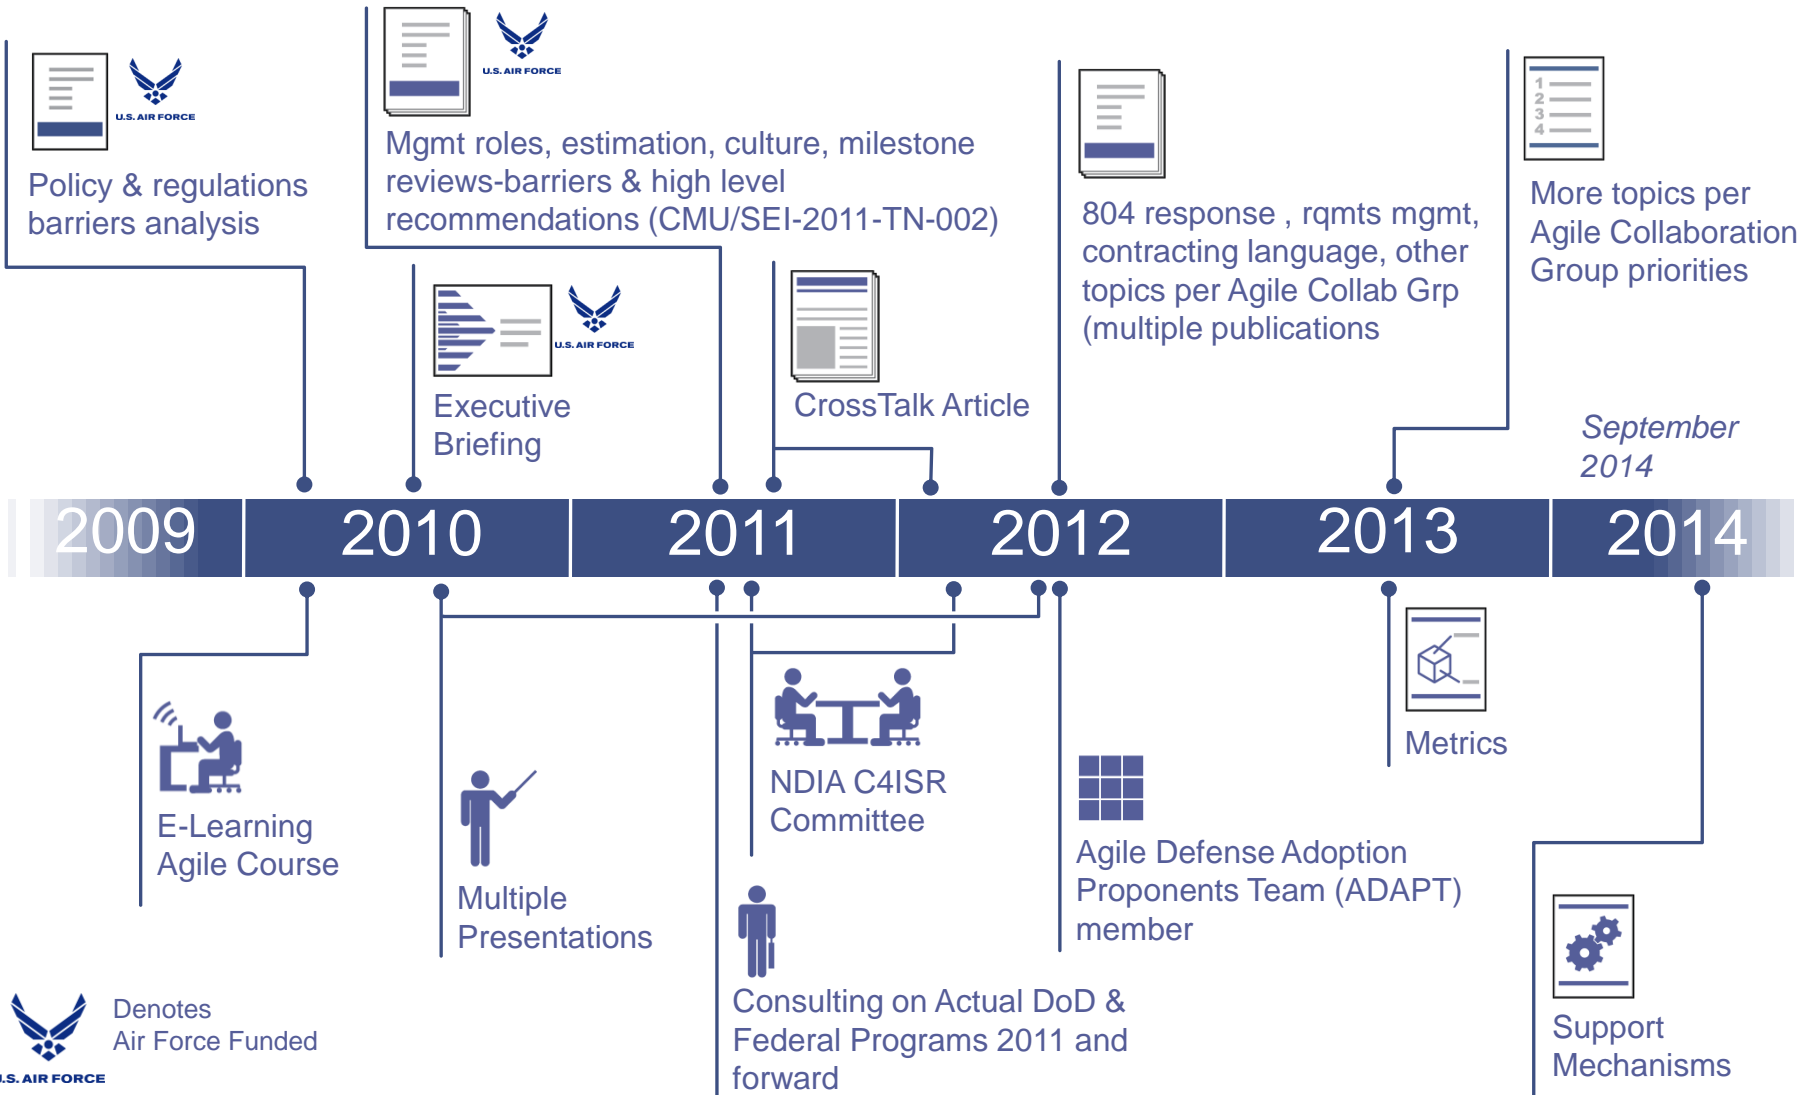 U.S. AIR FORCE
Policy & regulations
barriers analysis
U.S. AIR FORCE
Mgmt roles, estimation, culture, milestone
reviews-barriers & high level
recommendations (CMU/SEI-2011-TN-002)
U.S. AIR FORCE
Executive
Briefing
CrossTalk Article
804 response , rqmts mgmt,
contracting language, other
topics per Agile Collab Grp
(multiple publications
1
2
3
4
More topics per
Agile Collaboration
Group priorities
September
2014
2009
2010
2011
2012
2013
2014
E-Learning
Agile Course
Multiple
Presentations
NDIA C4ISR
Committee
Consulting on Actual DoD &
Federal Programs 2011 and
forward
Agile Defense Adoption
Proponents Team (ADAPT)
member
Metrics
Support
Mechanisms
Denotes
Air Force Funded
U.S. AIR FORCE